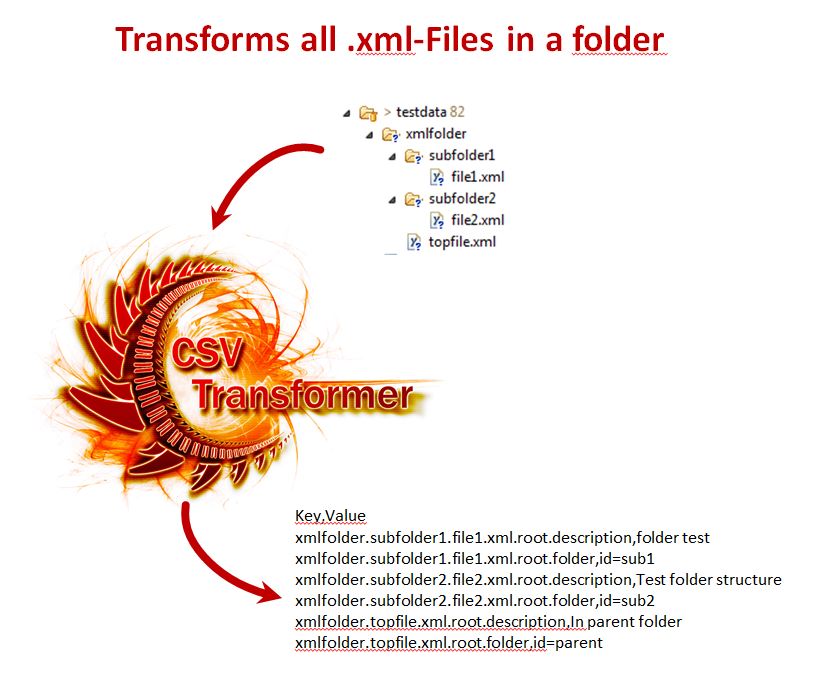 Transforms all .xml-Files in a folder
> testdata 82
xmlfolder
subfolder1
file1.xml
subfolder2
file2.xml
topfile.xml
CSV
Transformer
Key,Value
xmlfolder.subfolder1.file1.xml.root.description,folder test
xmlfolder.subfolder1.file1.xml.root.folder,id=sub1
xmlfolder.subfolder2.file2.xml.root.description,Test folder structure
xmlfolder.subfolder2.file2.xml.root.folder,id=sub2
xmlfolder.topfile.xml.root.description,In parent folder
xmlfolder.topfile.xml.root.folder,id=parent